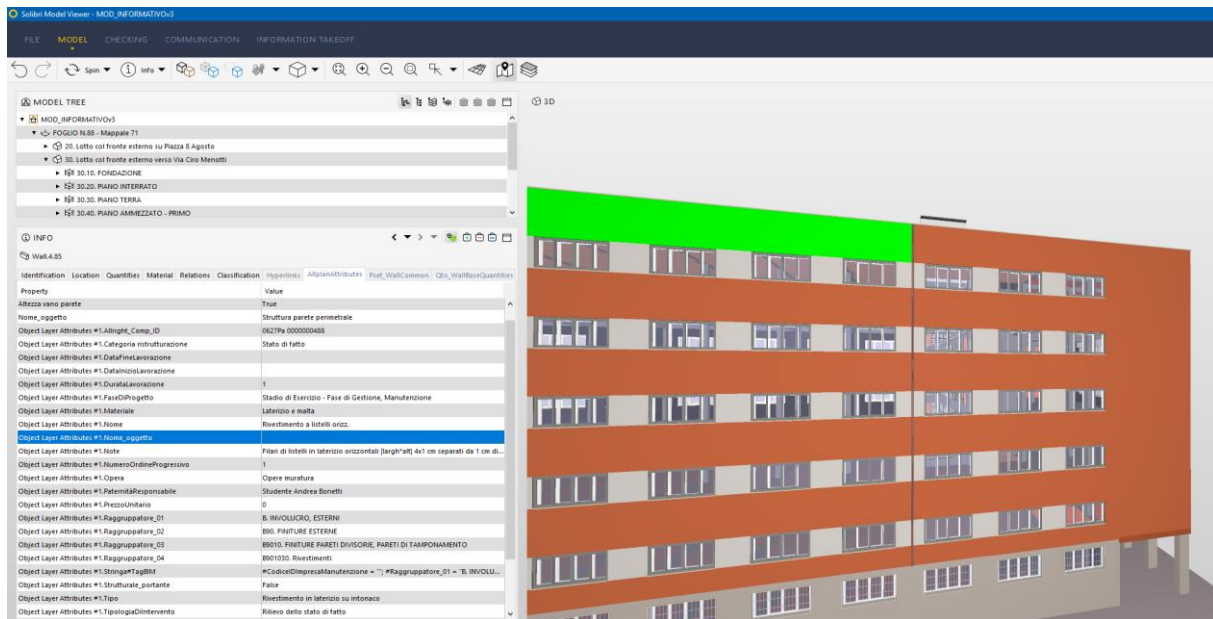 Solibri Model Viewer - MOD_INFORMATIVOv3
FILE MODEL CHECKING COMMUNICATION INFORMATION TAKEOFF
Spin Info
MODEL TREE
3D
MOD_INFORMATIVOv3
FOGLIO N.88 - Mappale 71
20. Lotto col fronte esterno su Piazza 8 Agosto
30. Lotto col fronte esterno verso Via Ciro Menotti
30.10. FONDAZIONE
30.20. PIANO INTERRATO
30.30. PIANO TERRA
30.40. PIANO AMMEZZATO - PRIMO
INFO
Wall.4.85
Identification Location Quantities Material Relations Classification Hyperlinks AllplanAttributes Pset_WallCommon Qto_WallBaseQuantities
Property Value
Altezza vano parete True
Nome_oggetto Struttura parete perimetrale
Object Layer Attributes #1.Allright_Comp_ID 0627Pa 0000000488
Object Layer Attributes #1.Categoria ristrutturazione Stato di fatto
Object Layer Attributes #1.DataFineLavorazione
Object Layer Attributes #1.DataInizioLavorazione
Object Layer Attributes #1.DurataLavorazione 1
Object Layer Attributes #1.FaseDiProgetto Stadio di Esercizio - Fase di Gestione, Manutenzione
Object Layer Attributes #1.Materiale Laterizio e malta
Object Layer Attributes #1.Nome Rivestimento a listelli orizz.
Object Layer Attributes #1.Nome_oggetto
Object Layer Attributes #1.Note Filari di listelli in laterizio orizzontali [largh*alt] 4x1 cm separati da 1 cm di...
Object Layer Attributes #1.NumeroOrdineProgressivo 1
Object Layer Attributes #1.Opera Opere muratura
Object Layer Attributes #1.PaternitàResponsabile Studente Andrea Bonetti
Object Layer Attributes #1.PrezzoUnitario 0
Object Layer Attributes #1.Raggruppatore_01 B. INVOLUCRO, ESTERNI
Object Layer Attributes #1.Raggruppatore_02 B90. FINITURE ESTERNE
Object Layer Attributes #1.Raggruppatore_03 B9010. FINITURE PARETI DIVISORIE, PARETI DI TAMPONAMENTO
Object Layer Attributes #1.Raggruppatore_04 B901030. Rivestimenti
Object Layer Attributes #1.Stringa#TagBIM #CodiceIDImpresaManutenzione = ""; #Raggruppatore_01 = "B. INVOLU...
Object Layer Attributes #1.Strutturale_portante False
Object Layer Attributes #1.Tipo Rivestimento in laterizio su intonaco
Object Layer Attributes #1.TipologiaDiIntervento Rilievo dello stato di fatto